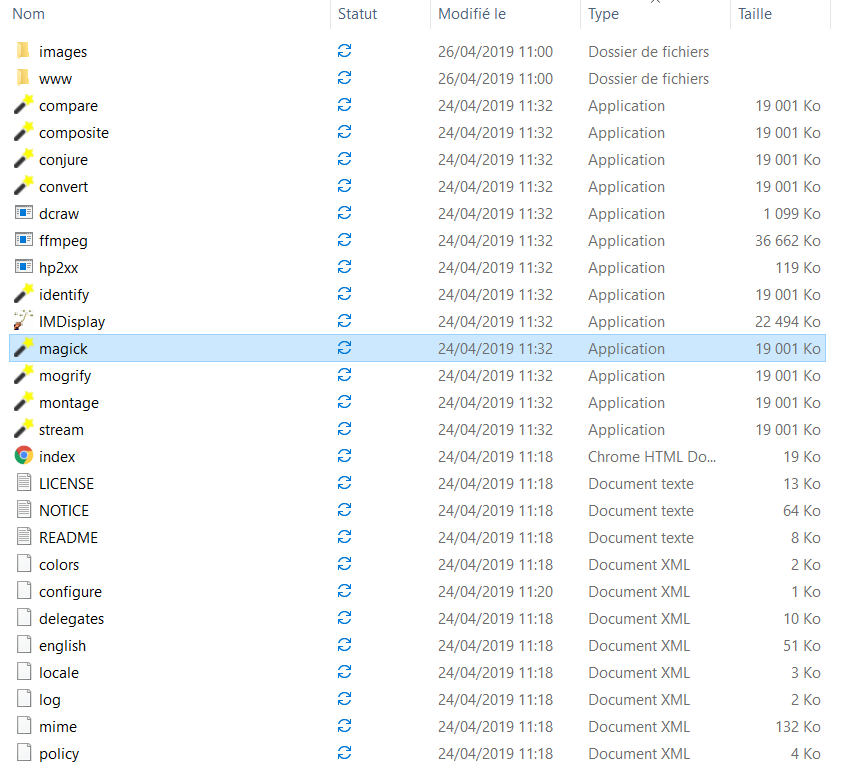 Nom Statut Modifié le Type Taille
images 26/04/2019 11:00 Dossier de fichiers
www 26/04/2019 11:00 Dossier de fichiers
compare 24/04/2019 11:32 Application 19 001 Ko
composite 24/04/2019 11:32 Application 19 001 Ko
conjure 24/04/2019 11:32 Application 19 001 Ko
convert 24/04/2019 11:32 Application 19 001 Ko
dcraw 24/04/2019 11:32 Application 1 099 Ko
ffmpeg 24/04/2019 11:32 Application 36 662 Ko
hp2xx 24/04/2019 11:32 Application 119 Ko
identify 24/04/2019 11:32 Application 19 001 Ko
IMDisplay 24/04/2019 11:32 Application 22 494 Ko
magick 24/04/2019 11:32 Application 19 001 Ko
mogrify 24/04/2019 11:32 Application 19 001 Ko
montage 24/04/2019 11:32 Application 19 001 Ko
stream 24/04/2019 11:32 Application 19 001 Ko
index 24/04/2019 11:18 Chrome HTML Do... 19 Ko
LICENSE 24/04/2019 11:18 Document texte 13 Ko
NOTICE 24/04/2019 11:18 Document texte 64 Ko
README 24/04/2019 11:18 Document texte 8 Ko
colors 24/04/2019 11:18 Document XML 2 Ko
configure 24/04/2019 11:20 Document XML 1 Ko
delegates 24/04/2019 11:18 Document XML 10 Ko
english 24/04/2019 11:18 Document XML 51 Ko
locale 24/04/2019 11:18 Document XML 3 Ko
log 24/04/2019 11:18 Document XML 2 Ko
mime 24/04/2019 11:18 Document XML 132 Ko
policy 24/04/2019 11:18 Document XML 4 Ko